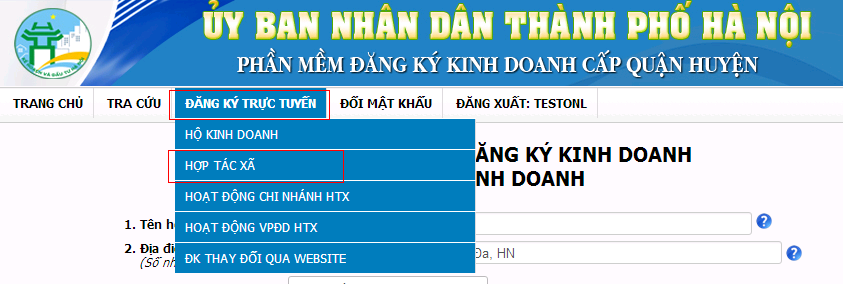 ỦY BAN NHÂN DÂN THÀNH PHỐ HÀ NỘI
PHẦN MỀM ĐĂNG KÝ KINH DOANH CẤP QUẬN HUYỆN
TRANG CHỦ TRA CỨU ĐĂNG KÝ TRỰC TUYẾN ĐỔI MẬT KHẨU ĐĂNG XUẤT: TESTONL
HỘ KINH DOANH
HỢP TÁC XÃ
HOẠT ĐỘNG CHI NHÁNH HTX
HOẠT ĐỘNG VPĐD HTX
ĐK THAY ĐỔI QUA WEBSITE
ĂNG KÝ KINH DOANH
NH DOANH
1. Tên h
2. Địa đi
Đa, HN
(Số nh